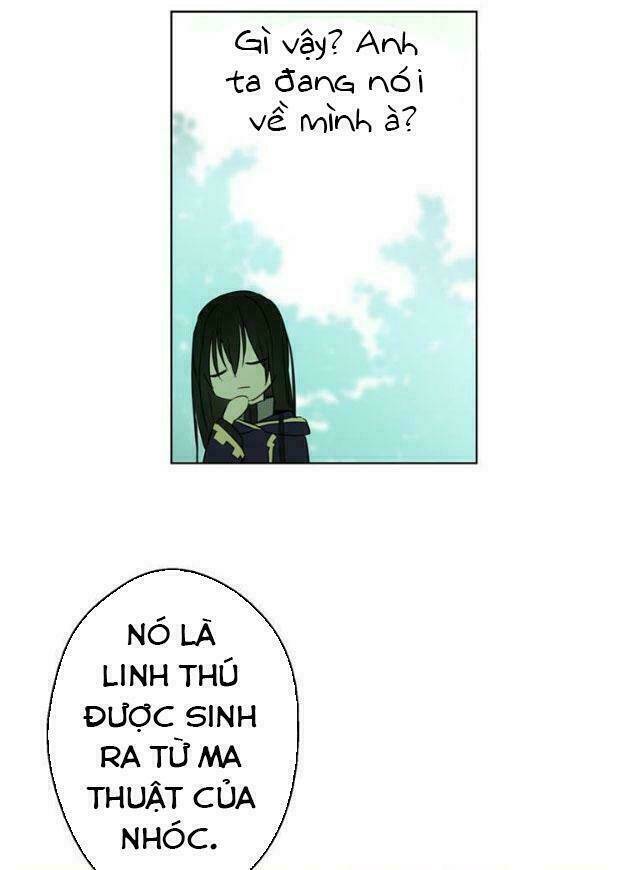 Gì vậy? Anh
ta đang nói
về mình à?
NÓ LÀ
LINH THÚ
ĐƯỢC SINH
RA TỪ MA
THUẬT CỦA
NHÓC.